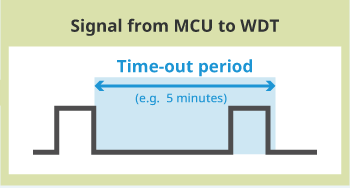 Signal from MCU to WDT
Time-out period
(e.g. 5 minutes)